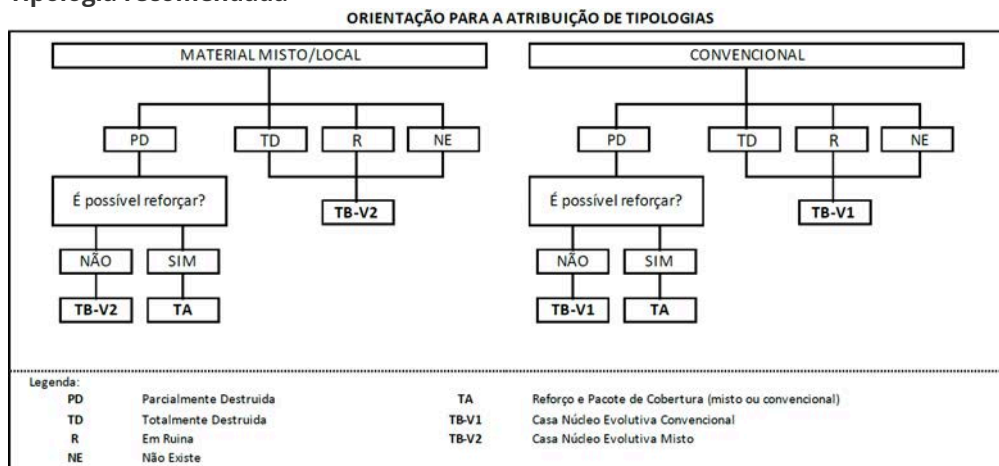 Tipologia recomendada
ORIENTAÇÃO PARA A ATRIBUIÇÃO DE TIPOLOGIAS
MATERIAL MISTO/LOCAL
CONVENCIONAL
PD
TD
R
NE
PD
TD
R
NE
É possível reforçar?
TB-V2
É possível reforçar?
TB-V1
NÃO
SIM
NÃO
SIM
TB-V2
TA
TB-V1
TA
Legenda:
PD Parcialmente Destruida TA Reforço e Pacote de Cobertura (misto ou convencional)
TD Totalmente Destruida TB-V1 Casa Núcleo Evolutiva Convencional
R Em Ruina TB-V2 Casa Núcleo Evolutiva Misto
NE Não Existe